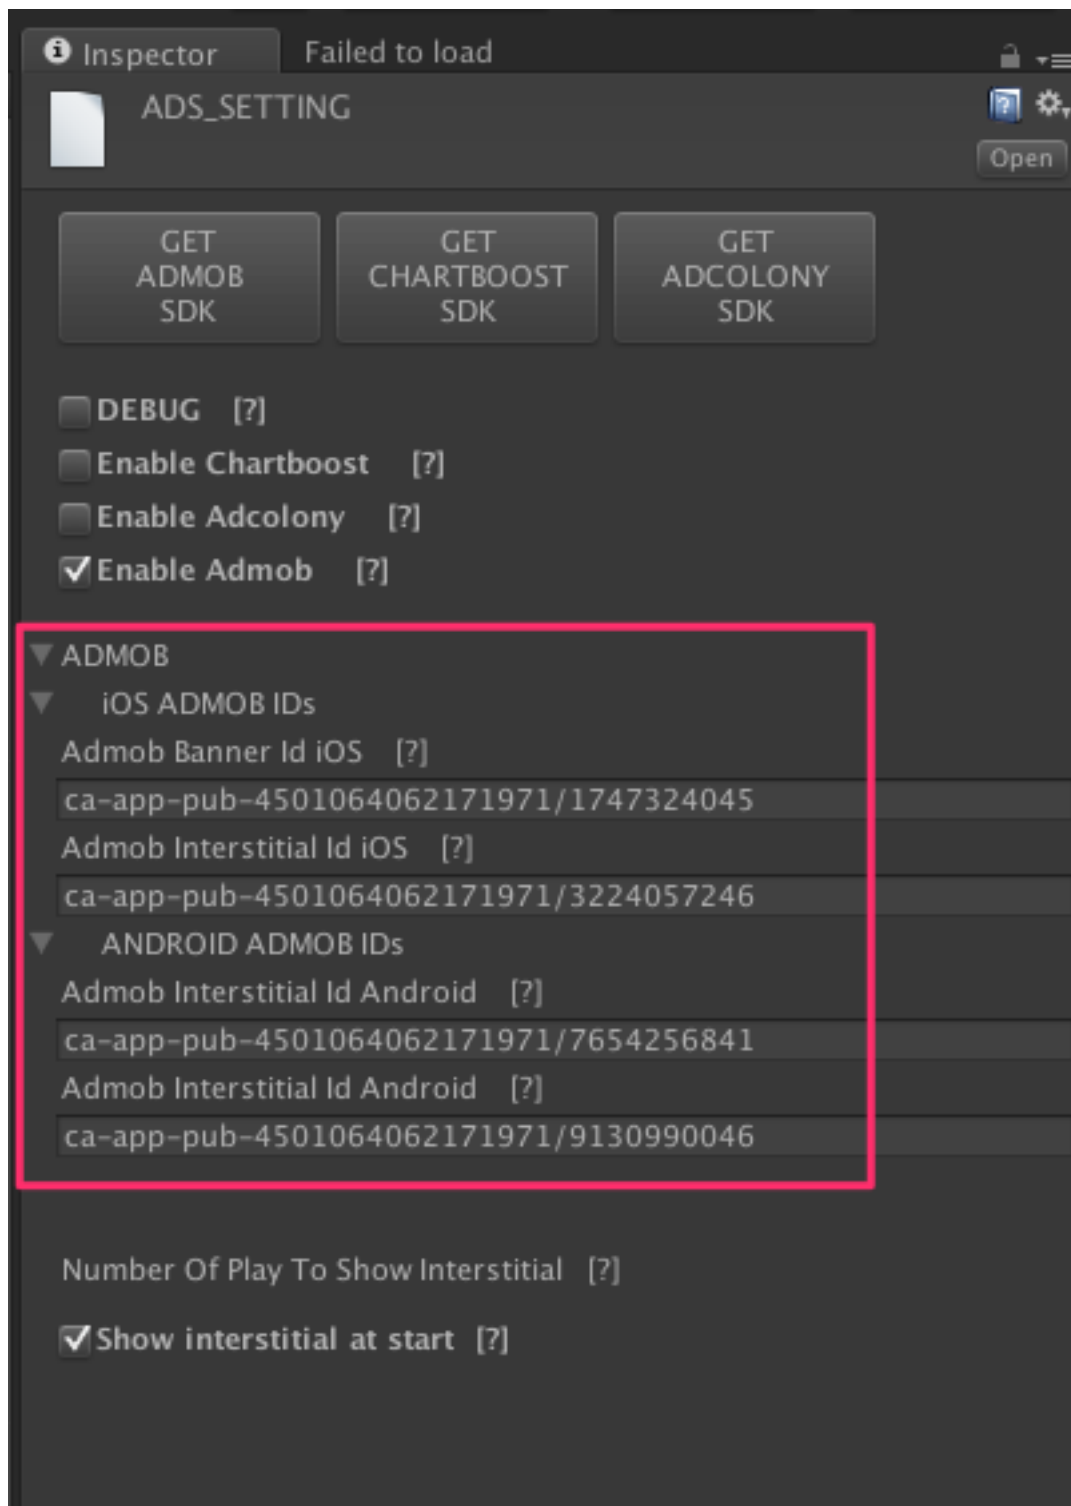 Inspector Failed to load
ADS_SETTING
Open
GET ADMOB SDK
GET CHARTBOOST SDK
GET ADCOLONY SDK
DEBUG [?]
Enable Chartboost [?]
Enable Adcolony [?]
Enable Admob [?]
ADMOB
iOS ADMOB IDs
Admob Banner Id iOS [?]
ca-app-pub-4501064062171971/1747324045
Admob Interstitial Id iOS [?]
ca-app-pub-4501064062171971/3224057246
ANDROID ADMOB IDs
Admob Interstitial Id Android [?]
ca-app-pub-4501064062171971/7654256841
Admob Interstitial Id Android [?]
ca-app-pub-4501064062171971/9130990046
Number Of Play To Show Interstitial [?]
Show interstitial at start [?]